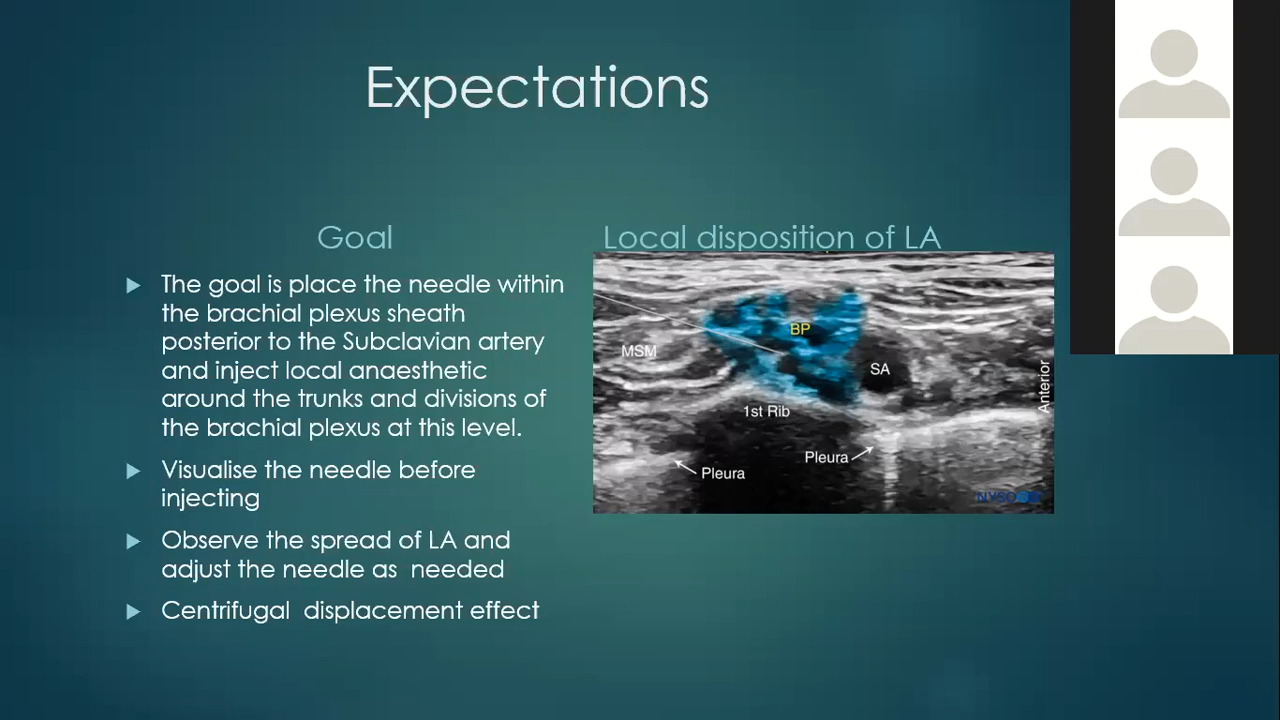 Expectations
Goal
The goal is place the needle within
the brachial plexus sheath
posterior to the Subclavian artery
and inject local anaesthetic
around the trunks and divisions of
the brachial plexus at this level.
Visualise the needle before
injecting
Observe the spread of LA and
adjust the needle as  needed
Centrifugal  displacement effect
Local disposition of LA
BP
MSM
SA
Anterior
1st Rib
Pleura
Pleura